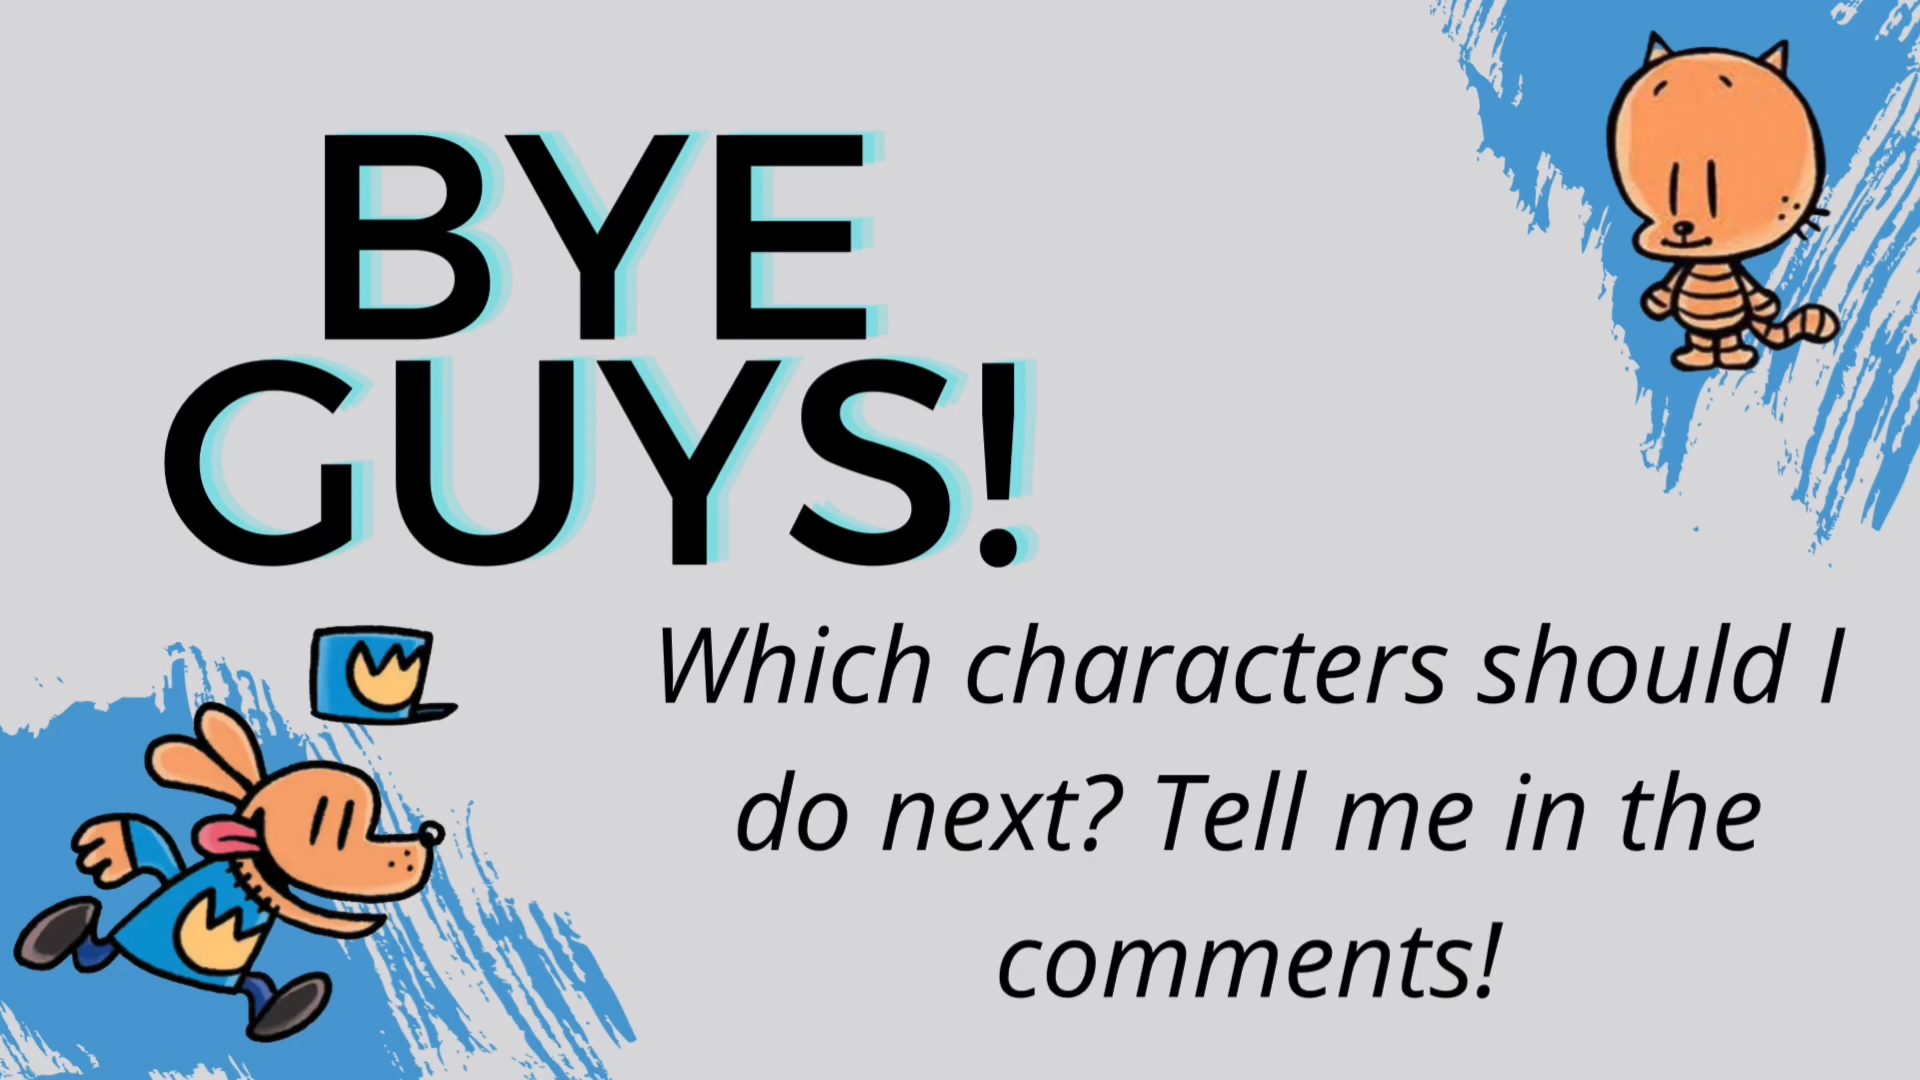 BYE
GUYS!
Which characters should I
do next? Tell me in the
comments!